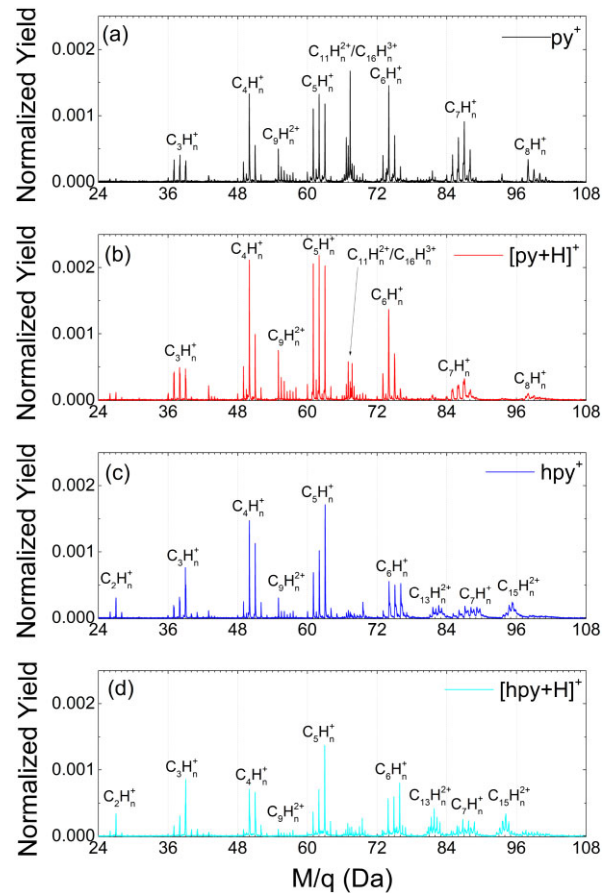 (a)
py⁺
Normalized Yield
0.002
0.001
0.000
C₃Hₙ⁺
C₄Hₙ⁺
C₉Hₙ²⁺
C₅Hₙ⁺
C₁₁Hₙ²⁺/C₁₆Hₙ³⁺
C₆Hₙ⁺
C₇Hₙ⁺
C₈Hₙ⁺
24 36 48 60 72 84 96 108
(b)
[py+H]⁺
Normalized Yield
0.002
0.001
0.000
C₃Hₙ⁺
C₄Hₙ⁺
C₉Hₙ²⁺
C₅Hₙ⁺
C₁₁Hₙ²⁺/C₁₆Hₙ³⁺
C₆Hₙ⁺
C₇Hₙ⁺
C₈Hₙ⁺
24 36 48 60 72 84 96 108
(c)
hpy⁺
Normalized Yield
0.002
0.001
0.000
C₂Hₙ⁺
C₃Hₙ⁺
C₄Hₙ⁺
C₉Hₙ²⁺
C₅Hₙ⁺
C₆Hₙ⁺
C₁₃Hₙ²⁺
C₇Hₙ⁺
C₁₅Hₙ²⁺
24 36 48 60 72 84 96 108
(d)
[hpy+H]⁺
Normalized Yield
0.002
0.001
0.000
C₂Hₙ⁺
C₃Hₙ⁺
C₄Hₙ⁺
C₉Hₙ²⁺
C₅Hₙ⁺
C₆Hₙ⁺
C₁₃Hₙ²⁺
C₇Hₙ⁺
C₁₅Hₙ²⁺
24 36 48 60 72 84 96 108
M/q (Da)